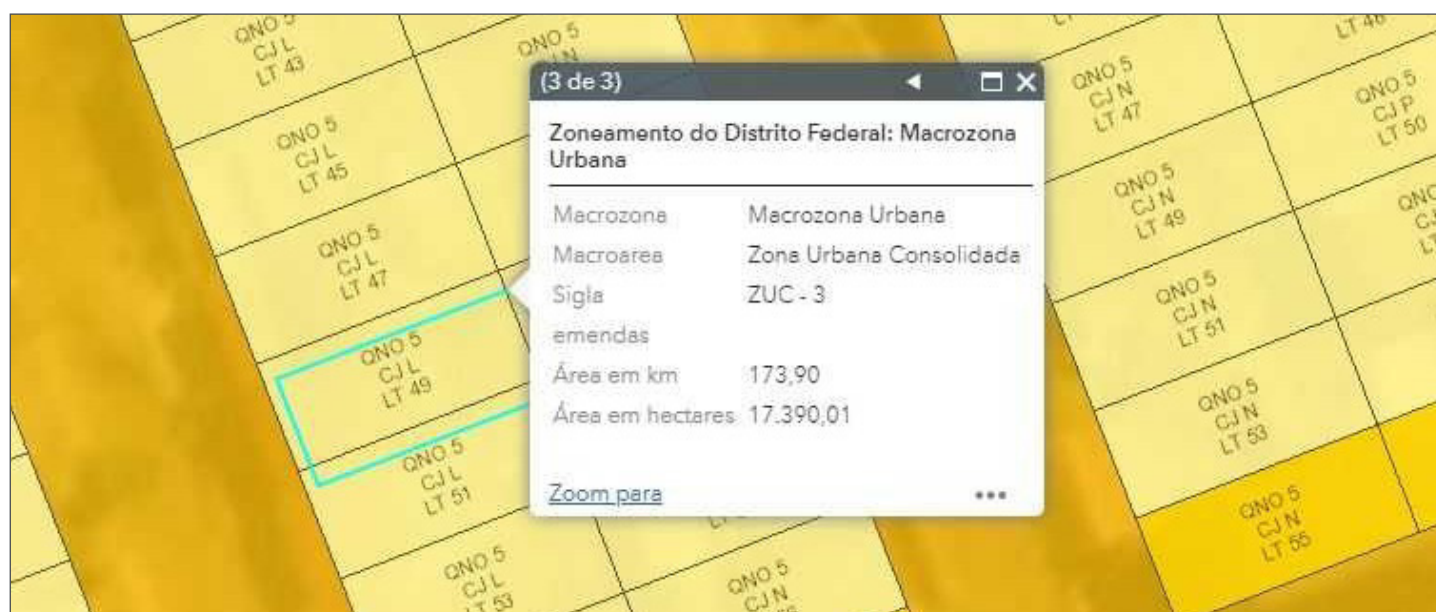 QNO 5
CJ L
LT 43
QNO 5
CJ N
QNO 5
CJ L
LT 45
QNO 5
CJ L
LT 47
QNO 5
CJ L
LT 49
QNO 5
CJ L
LT 51
QNO 5
CJ L
LT 53
QNO 5
CJ N
(3 de 3)
Zoneamento do Distrito Federal: Macrozona
Urbana
Macrozona Macrozona Urbana
Macroarea Zona Urbana Consolidada
Sigla ZUC - 3
emendas
Área em km 173,90
Área em hectares 17.390,01
Zoom para
QNO 5
CJ N
LT 47
QNO 5
CJ N
LT 49
QNO 5
CJ N
LT 51
QNO 5
CJ N
LT 53
QNO 5
CJ N
LT 55
LT 48
QNO 5
CJ P
LT 50